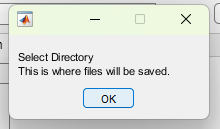 Select Directory
This is where files will be saved.
OK